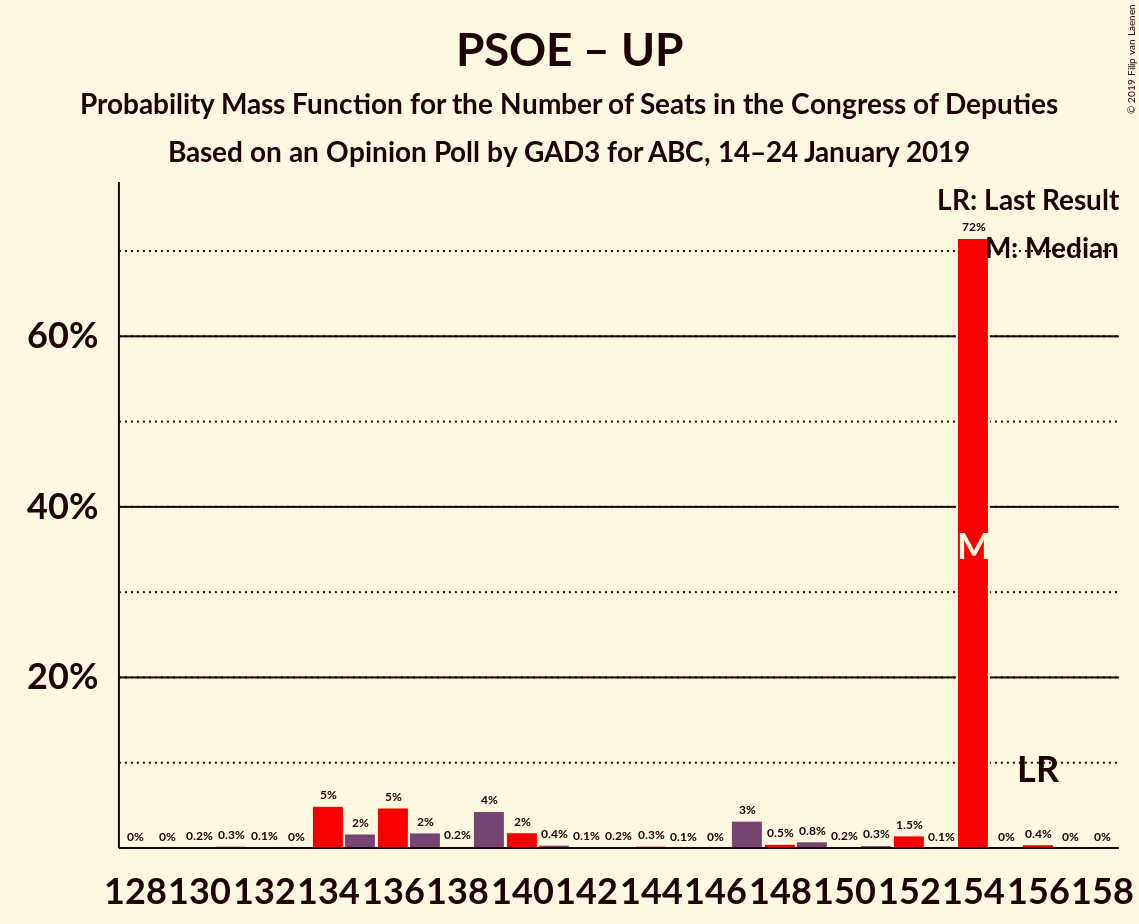 PSOE – UP
Probability Mass Function for the Number of Seats in the Congress of Deputies
Based on an Opinion Poll by GAD3 for ABC, 14–24 January 2019
© 2019 Filip van Laenen
LR: Last Result
M: Median
60%
40%
20%
0% 0% 0.2% 0.3% 0.1% 0% 5% 2% 5% 2% 0.2% 4% 2% 0.4% 0.1% 0.2% 0.3% 0.1% 0% 3% 0.5% 0.8% 0.2% 0.3% 1.5% 0.1% 72% 0% 0.4% 0% 0%
M
LR
128 130 132 134 136 138 140 142 144 146 148 150 152 154 156 158